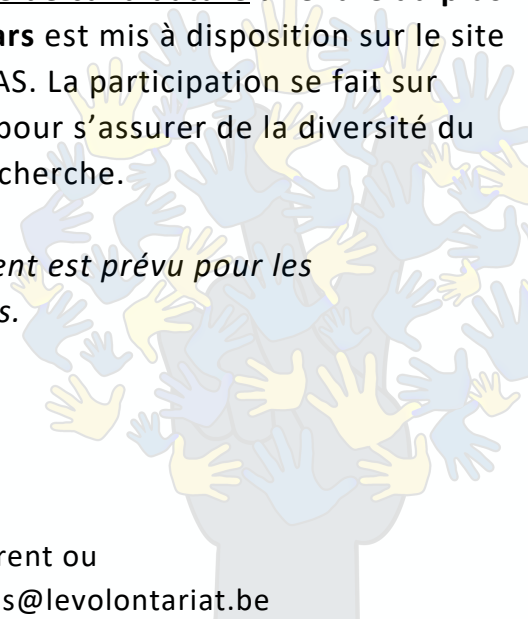 ars est mis à disposition sur le site
AS. La participation se fait sur
pour s’assurer de la diversité du
cherche.
ent est prévu pour les
s.
rent ou
s@levolontariat.be